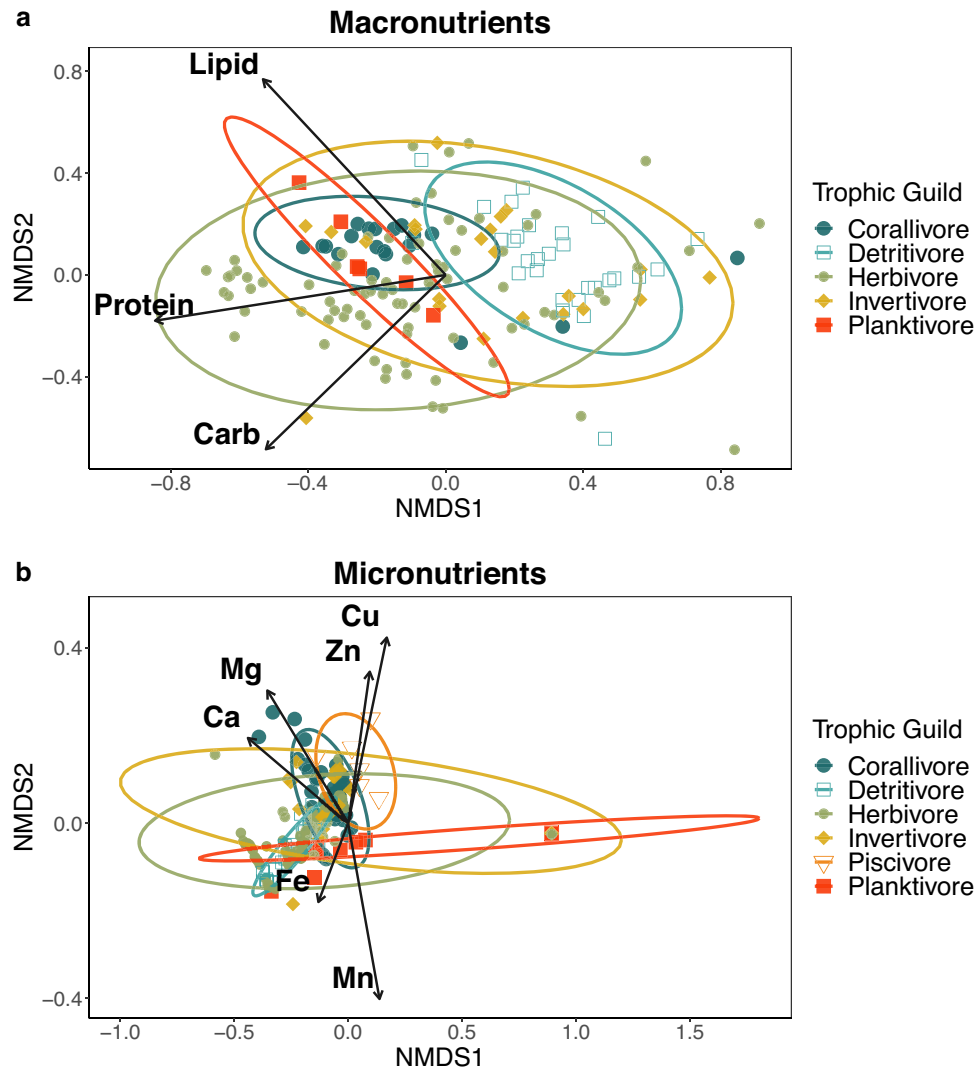 a
Macronutrients
0.8
0.4
0.0
−0.4
NMDS2
Lipid
Protein
Carb
−0.8
−0.4
0.0
0.4
0.8
NMDS1
Trophic Guild
Corallivore
Detritivore
Herbivore
Invertivore
Planktivore
b
Micronutrients
0.4
0.0
−0.4
NMDS2
Cu
Zn
Mg
Ca
Fe
Mn
−1.0
−0.5
0.0
0.5
1.0
1.5
NMDS1
Trophic Guild
Corallivore
Detritivore
Herbivore
Invertivore
Piscivore
Planktivore